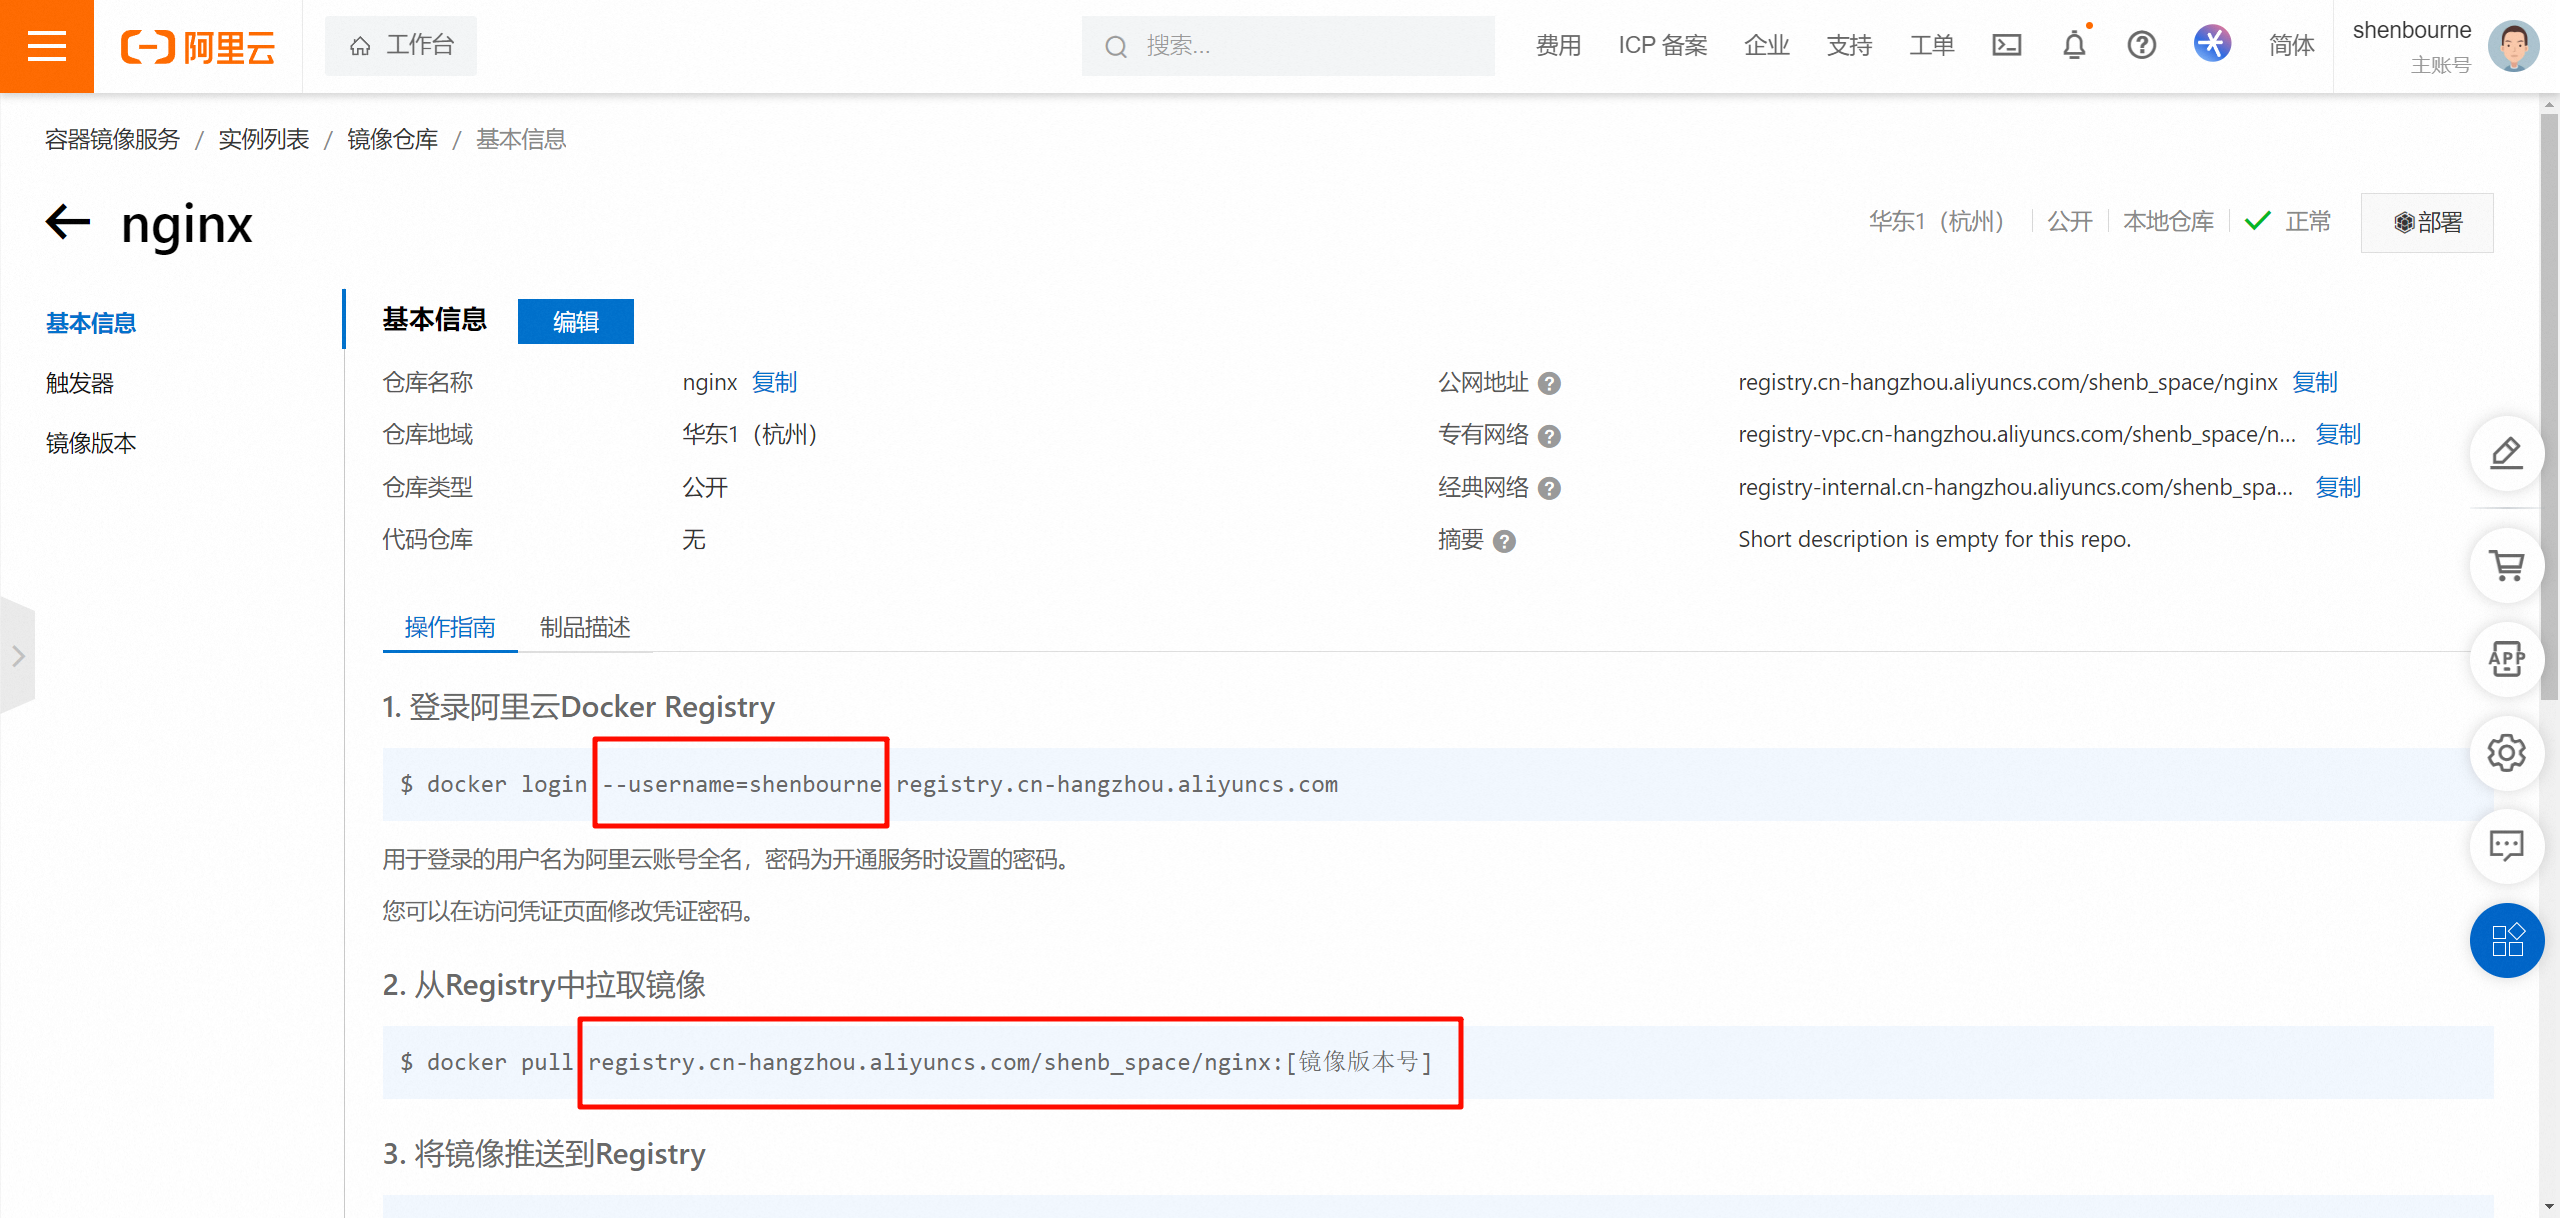 阿里云
工作台
搜索...
费用
ICP 备案
企业
支持
工单
简体
shenbourne
主账号
容器镜像服务 / 实例列表 / 镜像仓库 / 基本信息
nginx
华东1（杭州）
公开
本地仓库
正常
部署
基本信息
触发器
镜像版本
基本信息
编辑
仓库名称 nginx 复制
公网地址 registry.cn-hangzhou.aliyuncs.com/shenb_space/nginx 复制
仓库地域 华东1（杭州）
专有网络 registry-vpc.cn-hangzhou.aliyuncs.com/shenb_space/n... 复制
仓库类型 公开
经典网络 registry-internal.cn-hangzhou.aliyuncs.com/shenb_spa... 复制
代码仓库 无
摘要 Short description is empty for this repo.
操作指南
制品描述
1. 登录阿里云Docker Registry
$ docker login --username=shenbourne registry.cn-hangzhou.aliyuncs.com
用于登录的用户名为阿里云账号全名，密码为开通服务时设置的密码。
您可以在访问凭证页面修改凭证密码。
2. 从Registry中拉取镜像
$ docker pull registry.cn-hangzhou.aliyuncs.com/shenb_space/nginx:[镜像版本号]
3. 将镜像推送到Registry
APP